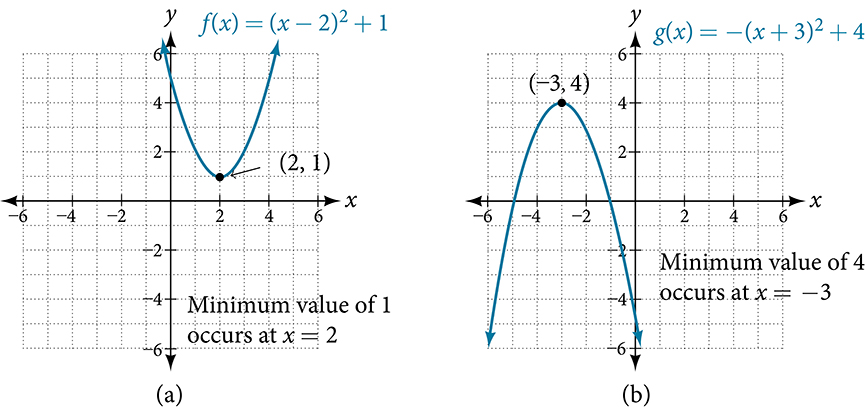 y
f(x) = (x − 2)² + 1
6
4
2
(2, 1)
x
−6 −4 −2 2 4 6
−2
−4
−6
Minimum value of 1
occurs at x = 2
(a)
y
g(x) = −(x + 3)² + 4
6
(−3, 4)
4
2
x
−6 −4 −2 2 4 6
−2
−4
−6
Minimum value of 4
occurs at x = −3
(b)